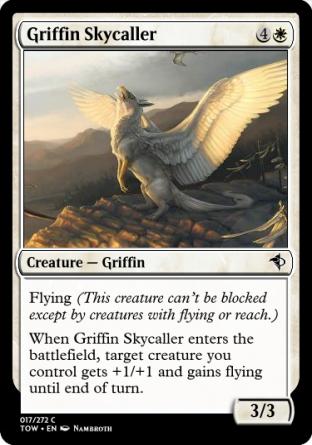 Griffin Skycaller 4
Creature — Griffin
Flying (This creature can't be blocked
except by creatures with flying or reach.)
When Griffin Skycaller enters the
battlefield, target creature you
control gets +1/+1 and gains flying
until end of turn.
017/272 C
TOW • EN Nambroth
3/3